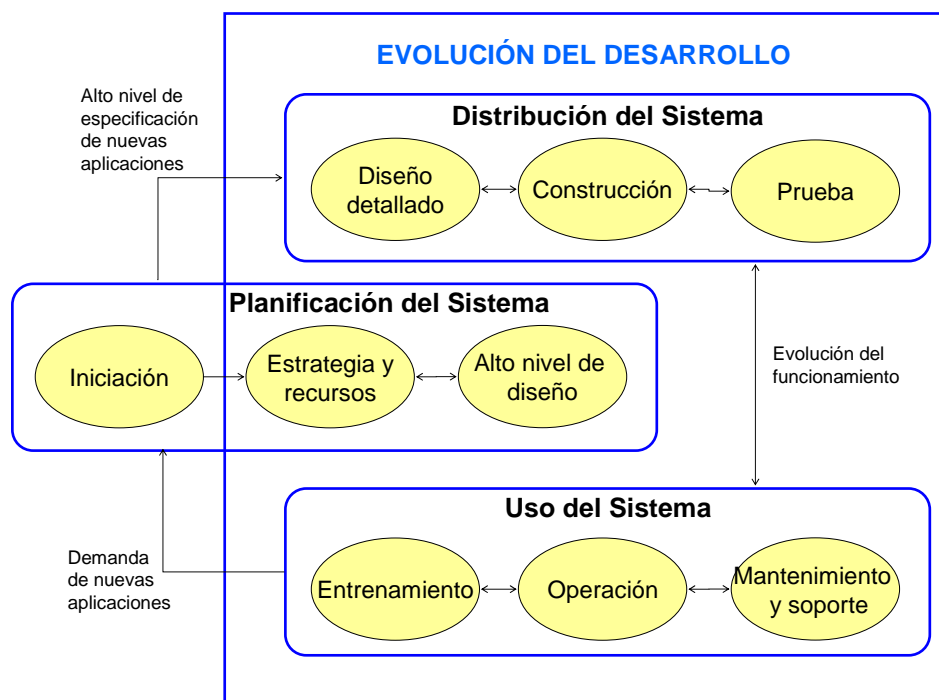 EVOLUCIÓN DEL DESARROLLO
Alto nivel de
especificación
de nuevas
aplicaciones
Distribución del Sistema
Diseño
detallado
Construcción
Prueba
Planificación del Sistema
Iniciación
Estrategia y
recursos
Alto nivel de
diseño
Evolución del
funcionamiento
Uso del Sistema
Demanda
de nuevas
aplicaciones
Entrenamiento
Operación
Mantenimiento
y soporte